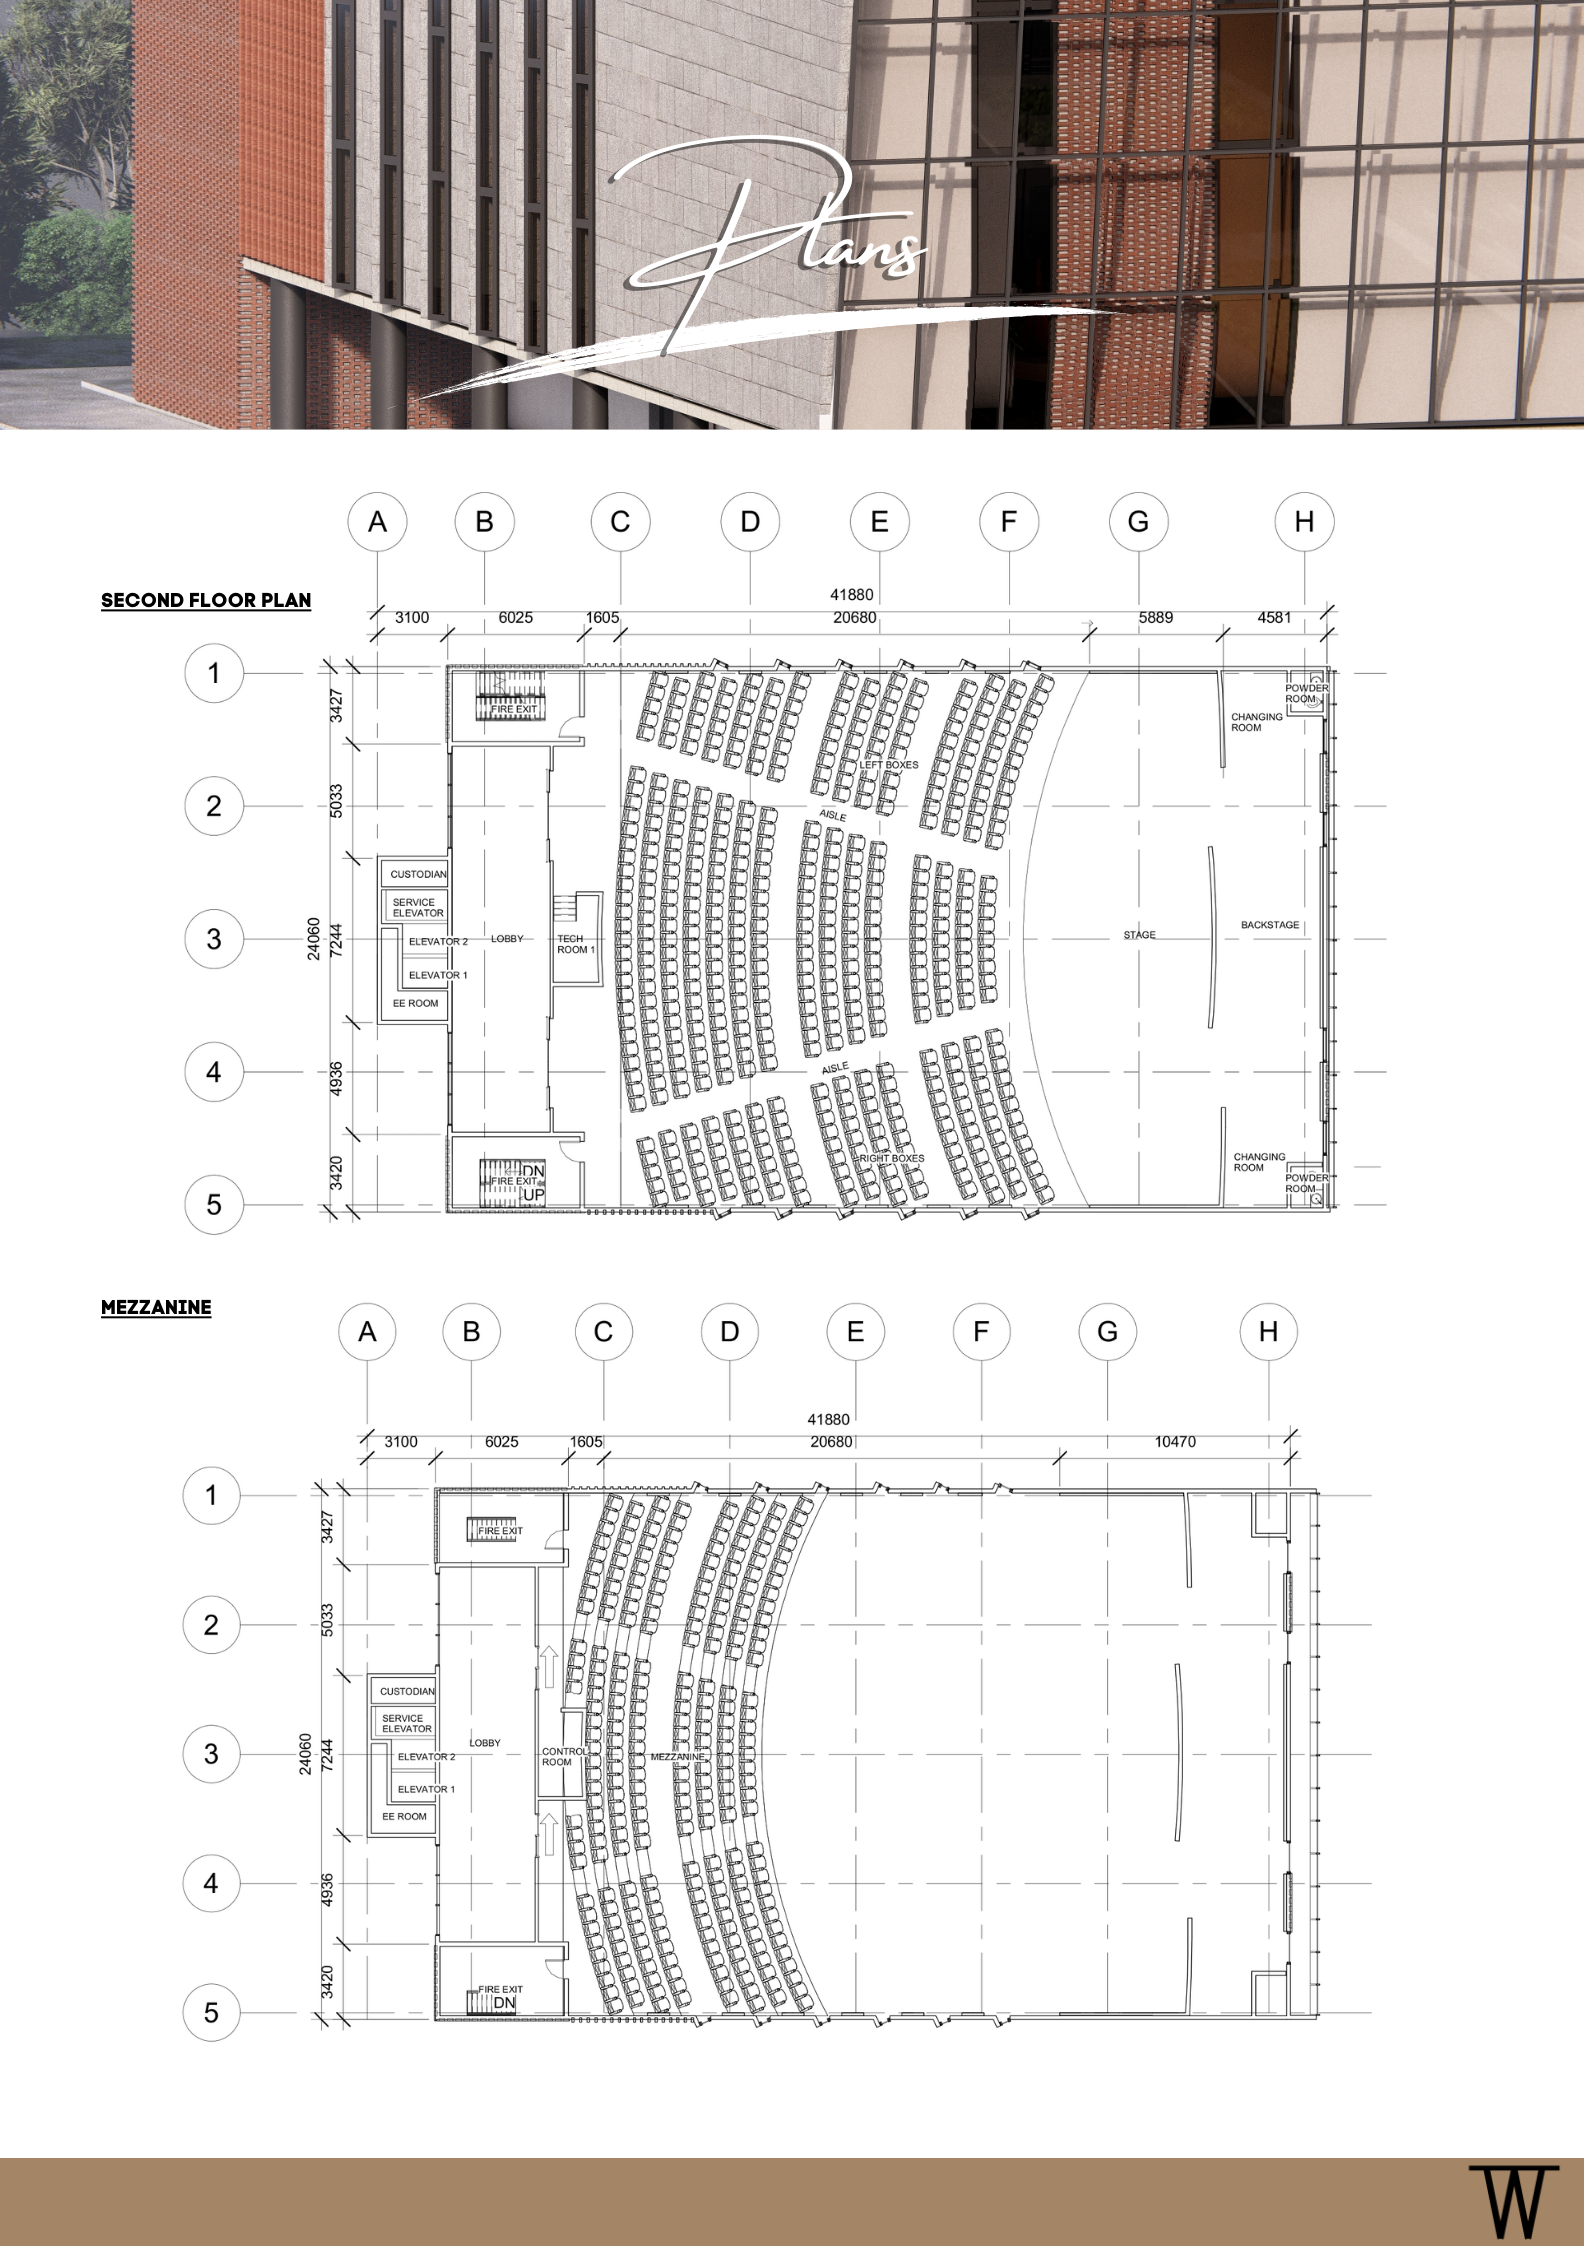 Plans
A B C D E F G H
SECOND FLOOR PLAN
41880
3100 6025 1605 20680 5889 4581
1
2
3
4
5
3427
5033
7244
4936
3420
24060
FIRE EXIT
POWDER
ROOM
CHANGING
ROOM
LEFT BOXES
AISLE
CUSTODIAN
SERVICE
ELEVATOR
ELEVATOR 2
LOBBY
TECH
ROOM 1
STAGE
BACKSTAGE
ELEVATOR 1
EE ROOM
AISLE
RIGHT BOXES
CHANGING
ROOM
DN
FIRE EXIT
UP
POWDER
ROOM
MEZZANINE
A B C D E F G H
41880
3100 6025 1605 20680 10470
1
2
3
4
5
3427
5033
7244
4936
3420
24060
FIRE EXIT
CUSTODIAN
SERVICE
ELEVATOR
LOBBY
ELEVATOR 2
CONTROL
ROOM
MEZZANINE
ELEVATOR 1
EE ROOM
FIRE EXIT
DN
W